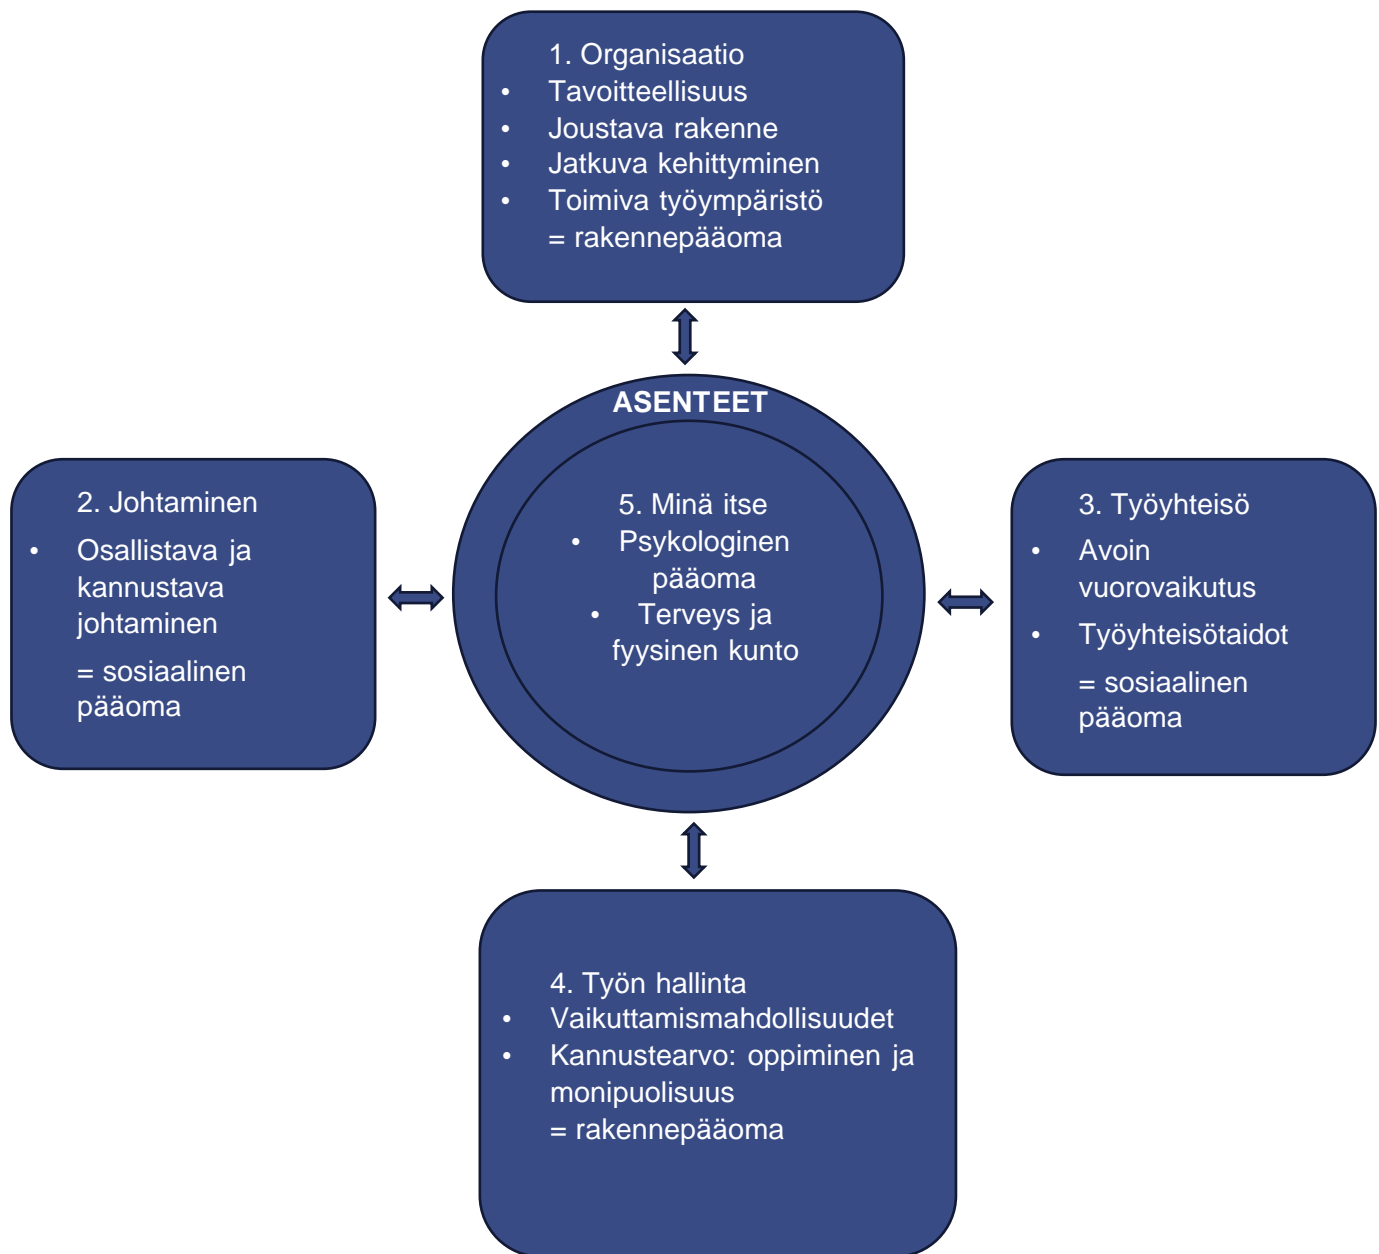 1. Organisaatio
• Tavoitteellisuus
• Joustava rakenne
• Jatkuva kehittyminen
• Toimiva työympäristö
= rakennepääoma
ASENTEET
2. Johtaminen
• Osallistava ja
kannustava
johtaminen
= sosiaalinen
pääoma
5. Minä itse
• Psykologinen
pääoma
• Terveys ja
fyysinen kunto
3. Työyhteisö
• Avoin
vuorovaikutus
• Työyhteisötaidot
= sosiaalinen
pääoma
4. Työn hallinta
• Vaikuttamismahdollisuudet
• Kannustearvo: oppiminen ja
monipuolisuus
= rakennepääoma